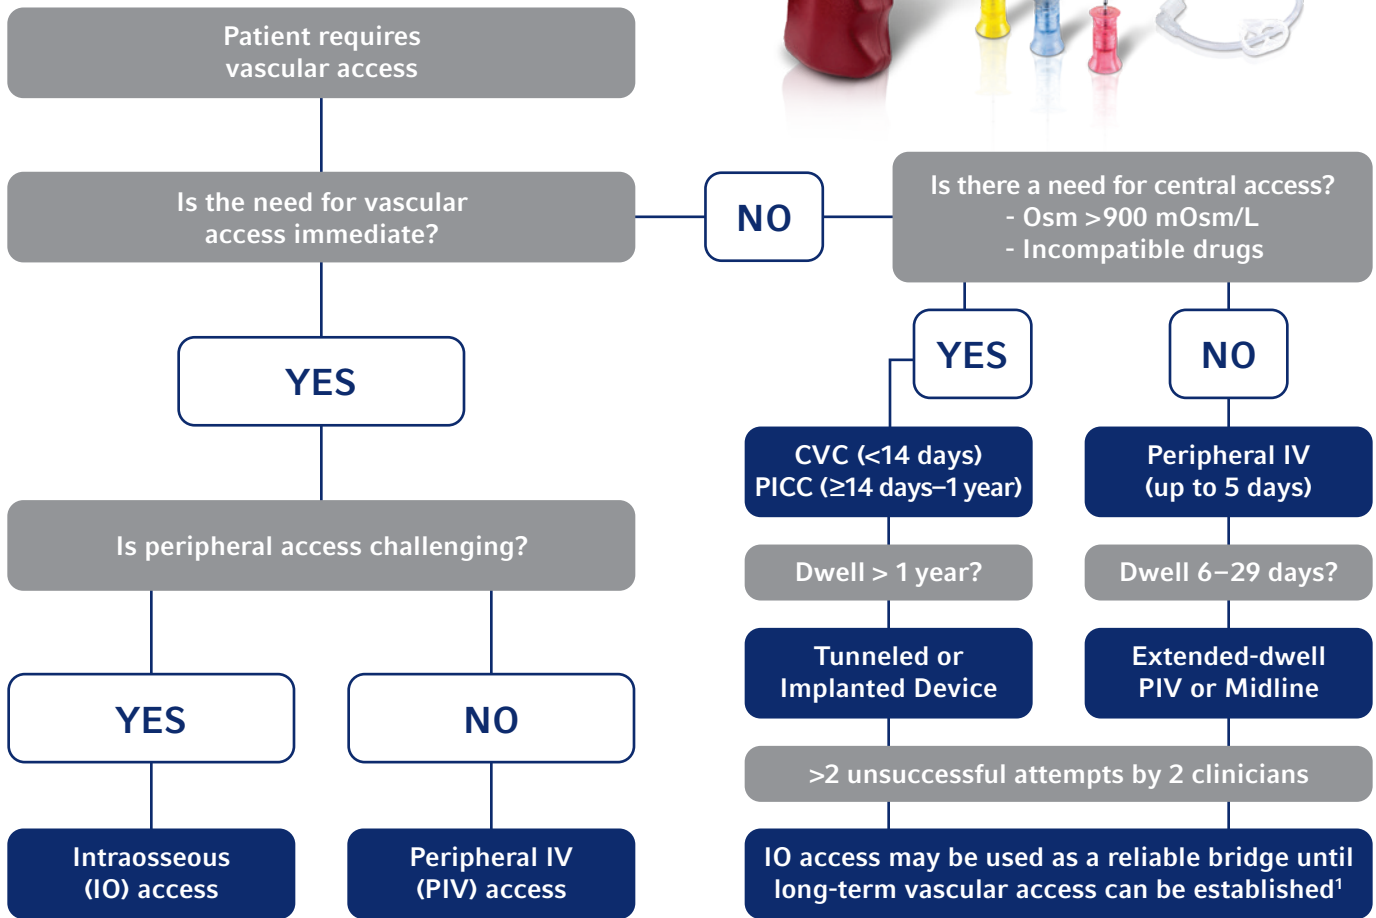 Patient requires
vascular access
Is the need for vascular
access immediate?
NO
Is there a need for central access?
- Osm >900 mOsm/L
- Incompatible drugs
YES
YES
NO
CVC (<14 days)
PICC (≥14 days–1 year)
Peripheral IV
(up to 5 days)
Is peripheral access challenging?
Dwell > 1 year?
Dwell 6–29 days?
Tunneled or
Implanted Device
Extended-dwell
PIV or Midline
YES
NO
>2 unsuccessful attempts by 2 clinicians
Intraosseous
(IO) access
Peripheral IV
(PIV) access
IO access may be used as a reliable bridge until
long-term vascular access can be established¹